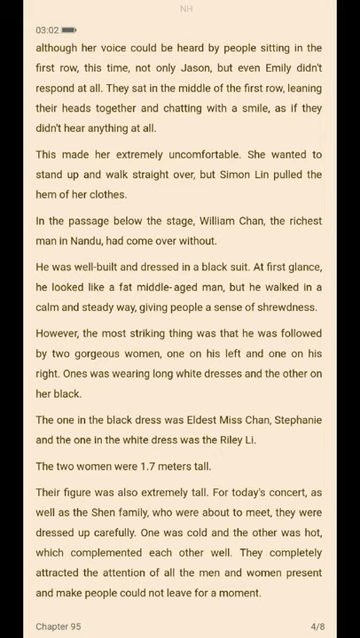 NH
03:02
although her voice could be heard by people sitting in the
first row, this time, not only Jason, but even Emily didn't
respond at all. They sat in the middle of the first row, leaning
their heads together and chatting with a smile, as if they
didn't hear anything at all.
This made her extremely uncomfortable. She wanted to
stand up and walk straight over, but Simon Lin pulled the
hem of her clothes.
In the passage below the stage, William Chan, the richest
man in Nandu, had come over without.
He was well-built and dressed in a black suit. At first glance,
he looked like a fat middle-aged man, but he walked in a
calm and steady way, giving people a sense of shrewdness.
However, the most striking thing was that he was followed
by two gorgeous women, one on his left and one on his
right. Ones was wearing long white dresses and the other on
her black.
The one in the black dress was Eldest Miss Chan, Stephanie
and the one in the white dress was the Riley Li.
The two women were 1.7 meters tall.
Their figure was also extremely tall. For today's concert, as
well as the Shen family, who were about to meet, they were
dressed up carefully. One was cold and the other was hot,
which complemented each other well. They completely
attracted the attention of all the men and women present
and make people could not leave for a moment.
Chapter 95
4/8